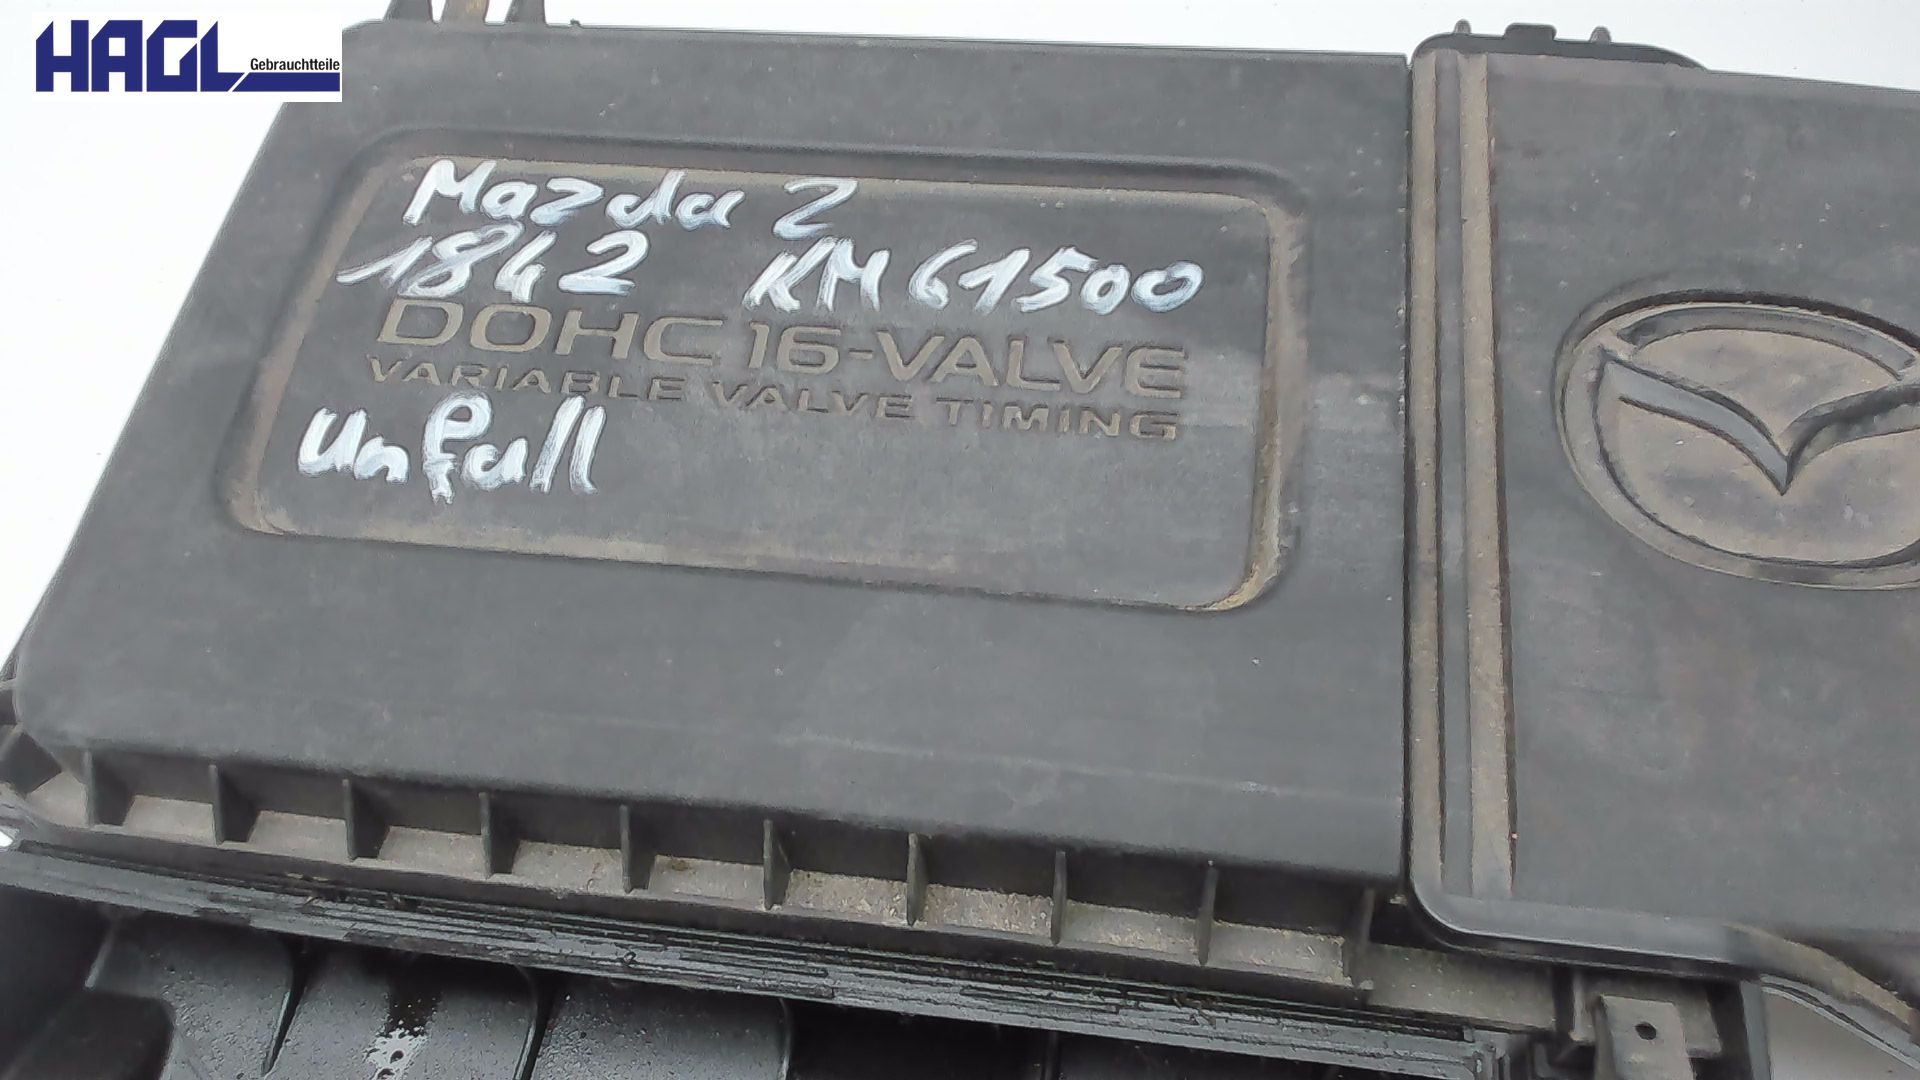 HAGL
Gebrauchtteile
Mazda 2
1842 KM 61500
DOHC 16-VALVE
VARIABLE VALVE TIMING
Unfall